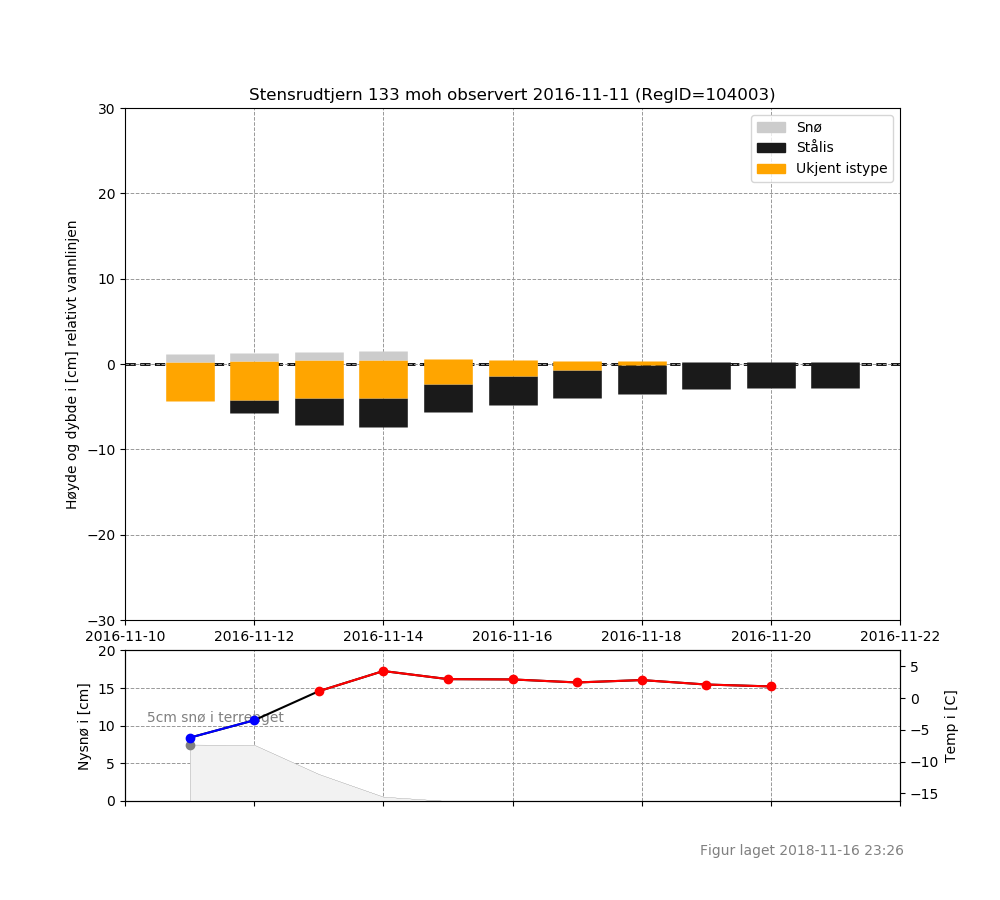 Stensrudtjern 133 moh observert 2016-11-11 (RegID=104003)
Snø
Stålis
Ukjent istype
Høyde og dybde i [cm] relativt vannlinjen
30
20
10
0
−10
−20
−30
2016-11-10 2016-11-12 2016-11-14 2016-11-16 2016-11-18 2016-11-20 2016-11-22
Nysnø i [cm]
20
15
10
5
0
5cm snø i terrenget
5
0
−5
−10
−15
Temp i [C]
Figur laget 2018-11-16 23:26